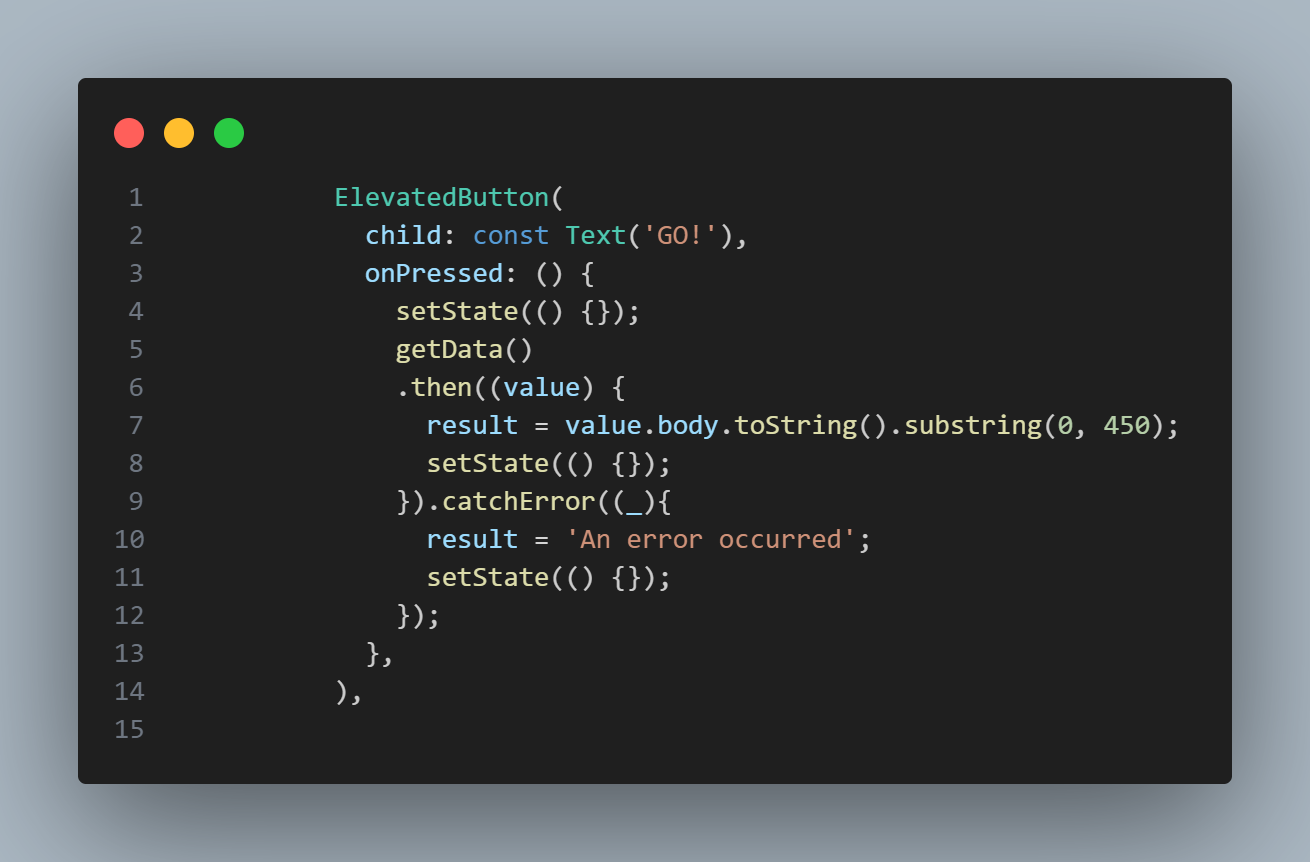 1 ElevatedButton(
2 child: const Text('GO!'),
3 onPressed: () {
4 setState(() {});
5 getData()
6 .then((value) {
7 result = value.body.toString().substring(0, 450);
8 setState(() {});
9 }).catchError((_){
10 result = 'An error occurred';
11 setState(() {});
12 });
13 },
14 ),
15